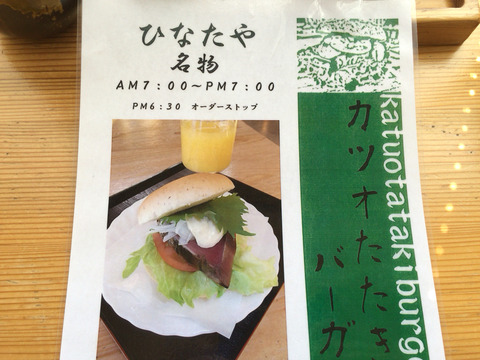 ひなたや
名物
AM7:00~PM7:00
PM6:30 オーダーストップ
katuotatakiburg
カツオたたき
バーガ